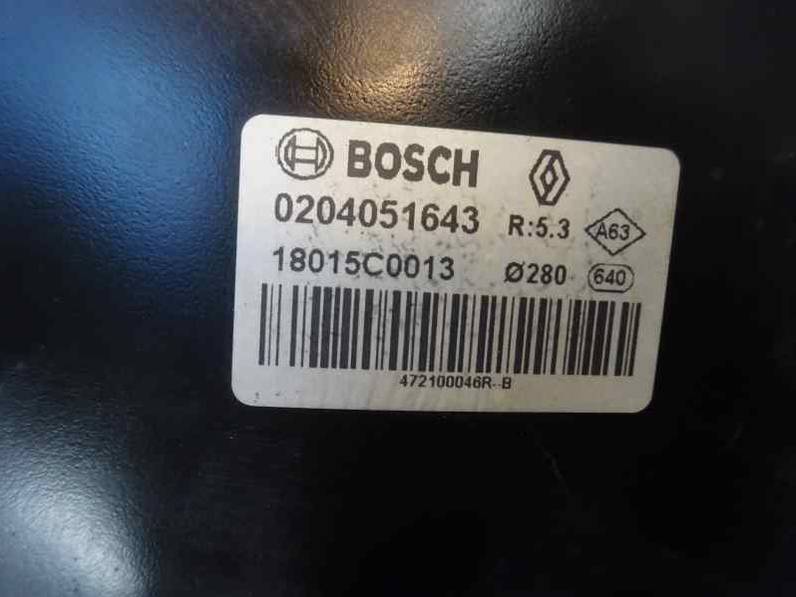 BOSCH
0204051643 R:5.3 A63
18015C0013 Ø280 640
472100046R--B